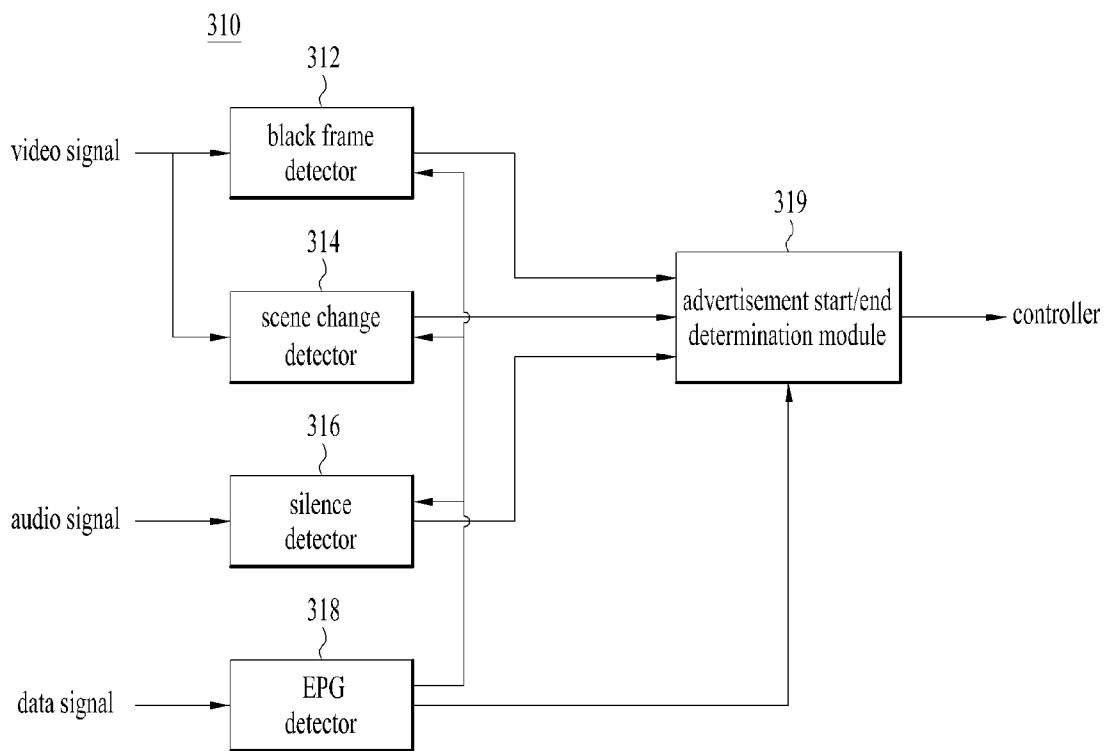 310
312
video signal
black frame
detector
314
scene change
detector
319
advertisement start/end
determination module
controller
316
audio signal
silence
detector
318
data signal
EPG
detector